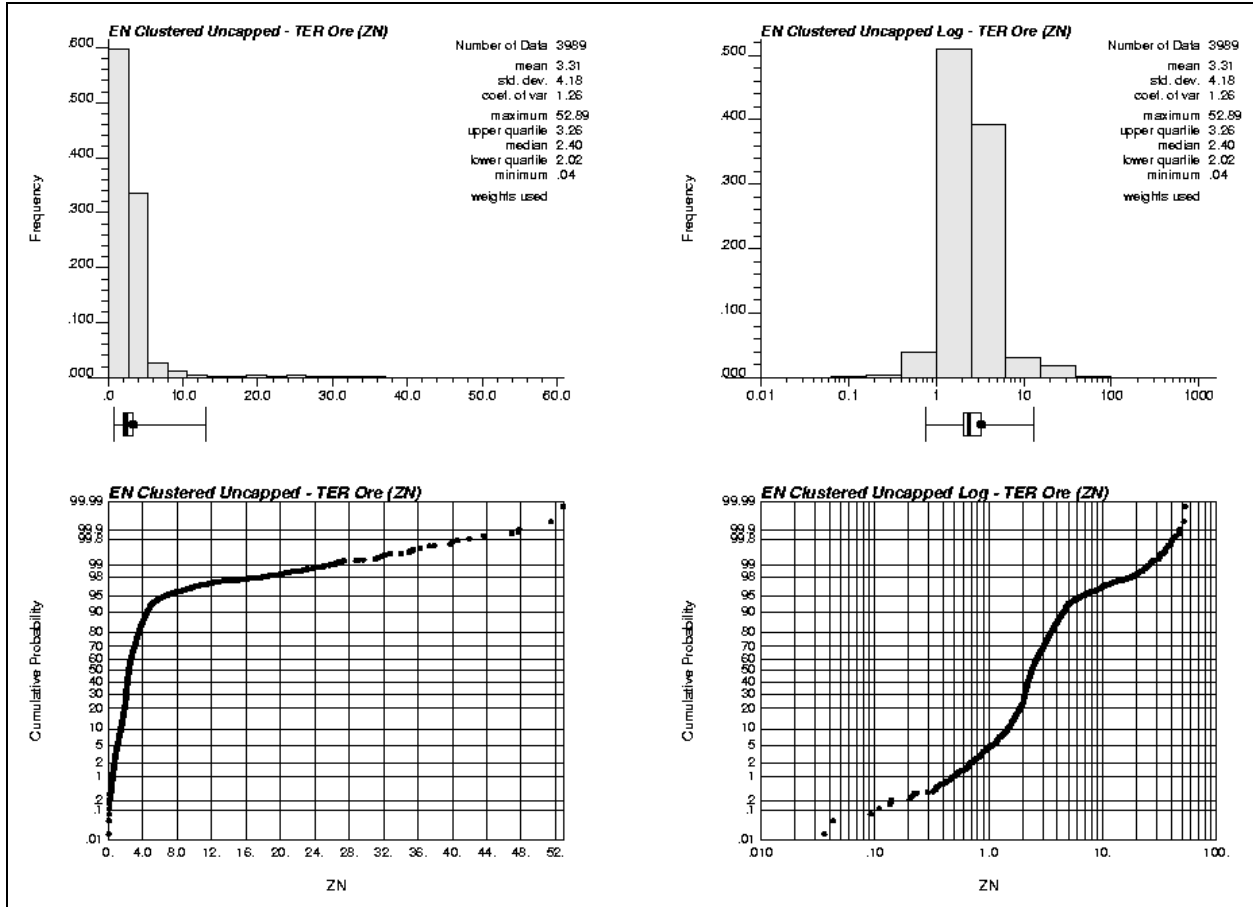 EN Clustered Uncapped - TER Ore (ZN)
Number of Data 3989
mean 3.31
std. dev. 4.18
coef. of var 1.26
maximum 52.89
upper quartile 3.26
median 2.40
lower quartile 2.02
minimum .04
weights used
Frequency
.600
.500
.400
.300
.200
.100
.000
0.0 10.0 20.0 30.0 40.0 50.0 60.0
EN Clustered Uncapped Log - TER Ore (ZN)
Number of Data 3989
mean 3.31
std. dev. 4.18
coef. of var 1.26
maximum 52.89
upper quartile 3.26
median 2.40
lower quartile 2.02
minimum .04
weights used
Frequency
.500
.400
.300
.200
.100
.000
0.01 0.1 1 10 100 1000
EN Clustered Uncapped - TER Ore (ZN)
Cumulative Probability
99.99
99.9
99.8
99
98
95
90
80
70
60
50
40
30
20
10
5
2
1
.2
.1
.01
0. 4.0 8.0 12. 16. 20. 24. 28. 32. 36. 40. 44. 48. 52.
ZN
EN Clustered Uncapped Log - TER Ore (ZN)
Cumulative Probability
99.99
99.9
99.8
99
98
95
90
80
70
60
50
40
30
20
10
5
2
1
.2
.1
.01
.010 .10 1.0 10. 100.
ZN